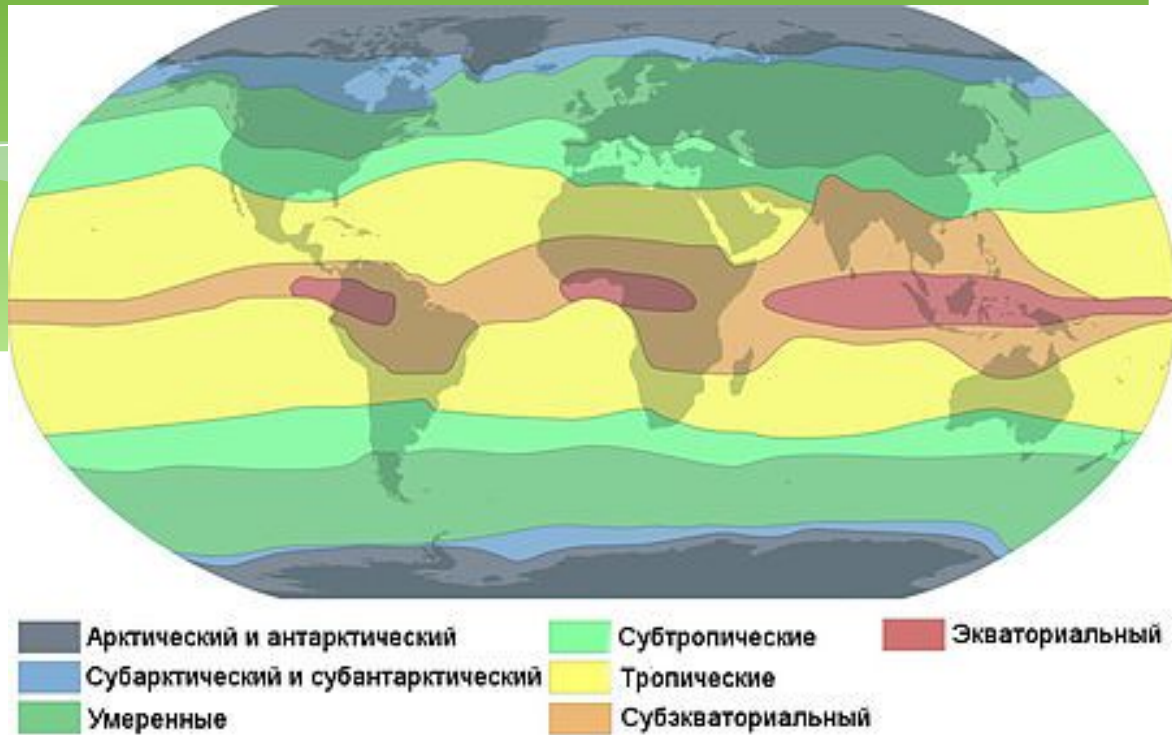 Арктический и антарктический
Субарктический и субантарктический
Умеренные
Субтропические
Тропические
Субэкваториальный
Экваториальный